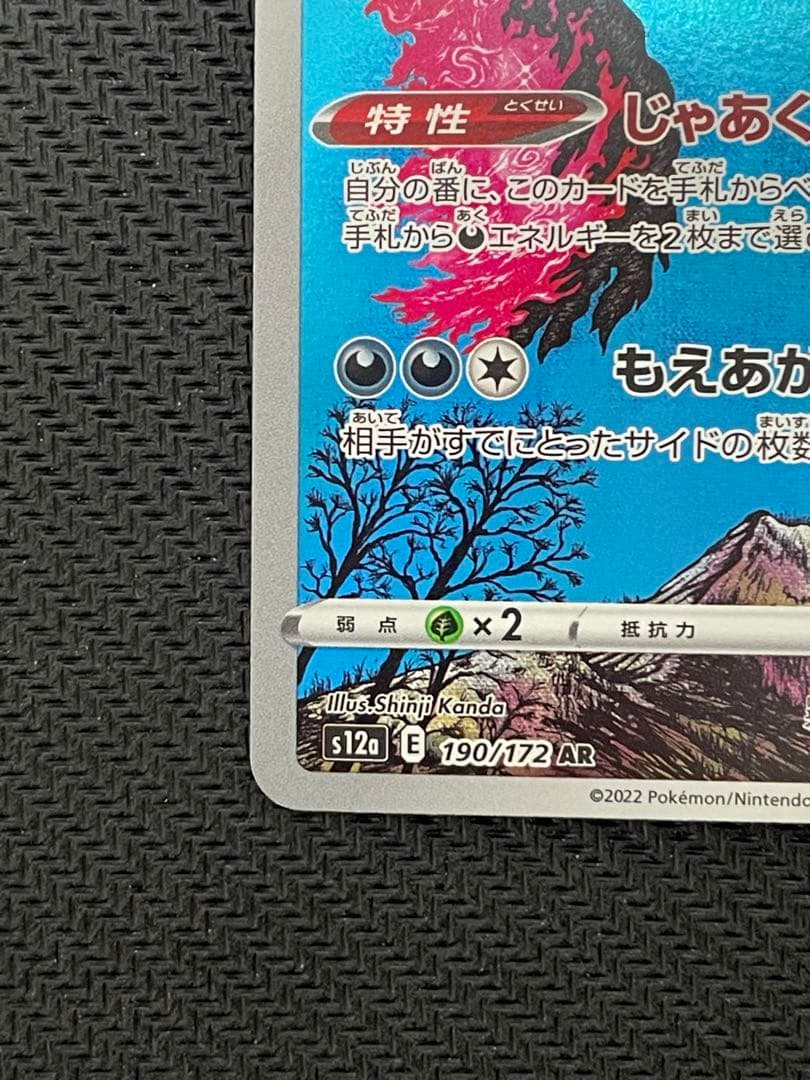 特性 とくせい じゃあく
じぶん ばん てふだ
自分の番に、このカードを手札からベ
てふだ あく まい えら
手札からエネルギーを2枚まで選
もえあが
あいて まいす
相手がすでにとったサイドの枚数
弱点 ×2 抵抗力
Illus.Shinji Kanda
s12a E 190/172 AR
©2022 Pokémon/Nintendo